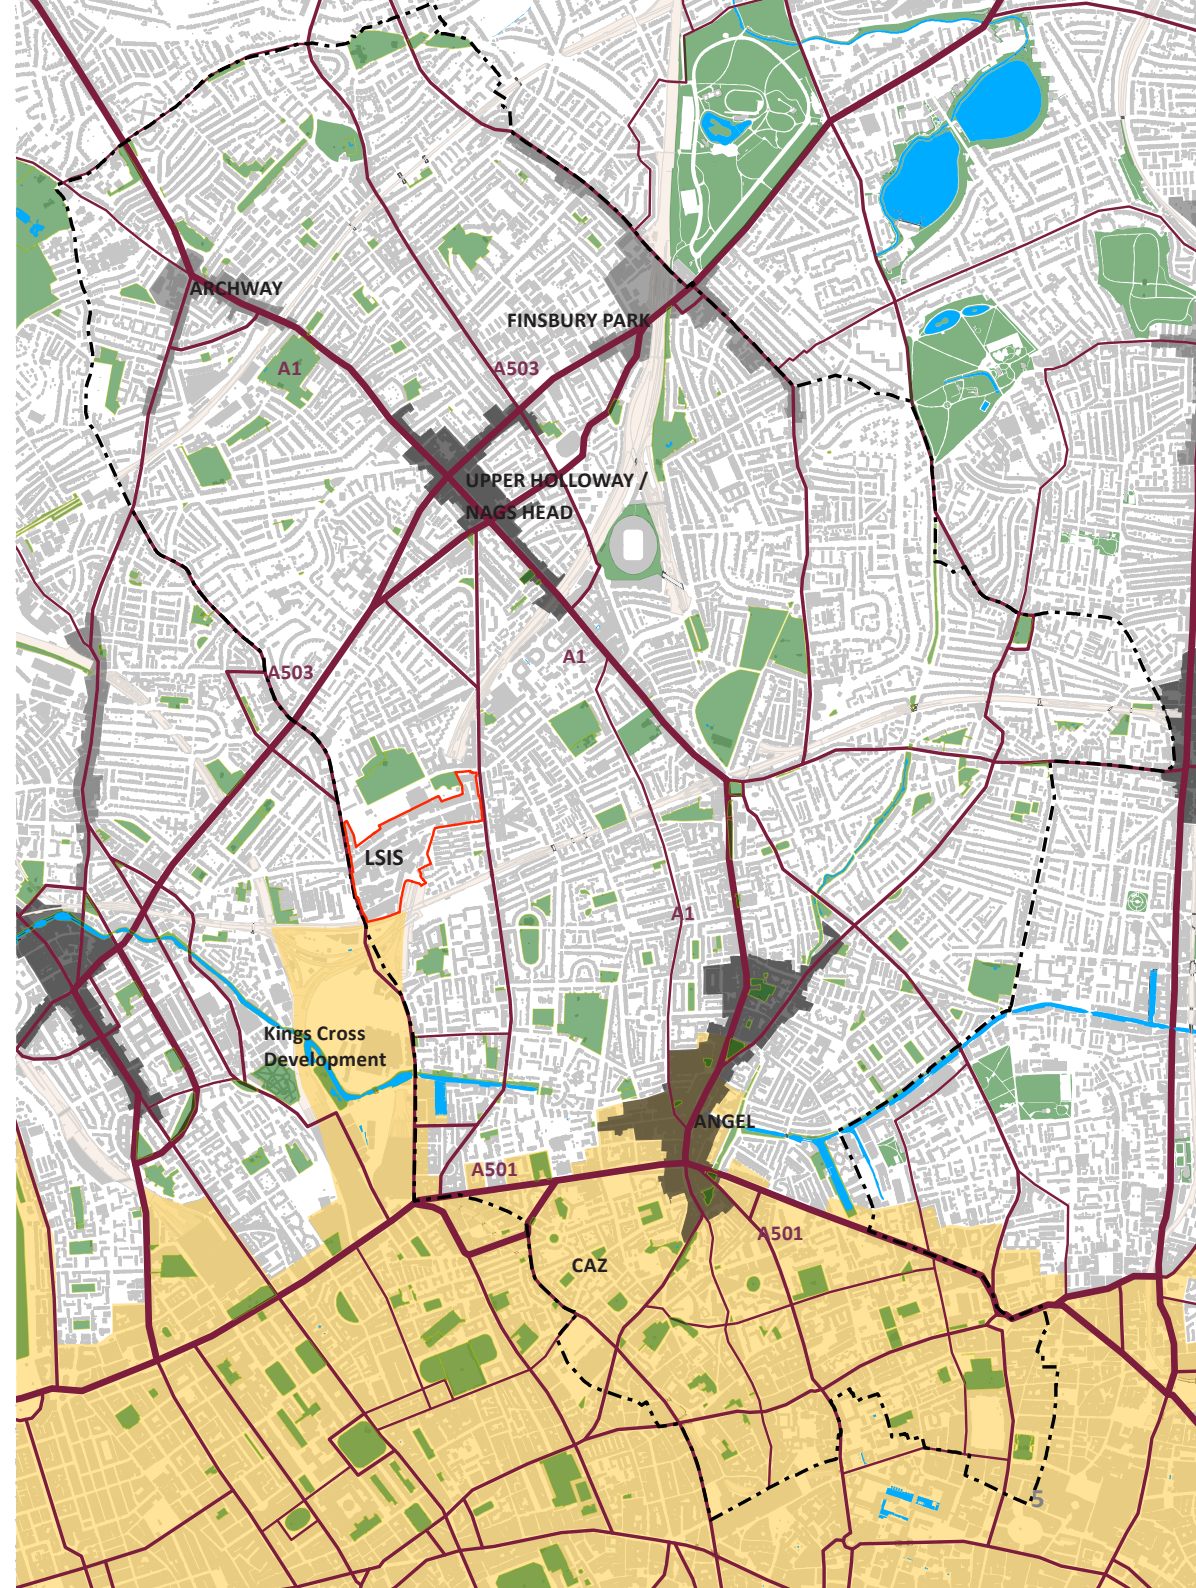 ARCHWAY
FINSBURY PARK
A1
A503
UPPER HOLLOWAY /
NAGS HEAD
A1
A503
LSIS
A1
Kings Cross
Development
ANGEL
A501
A501
CAZ
5